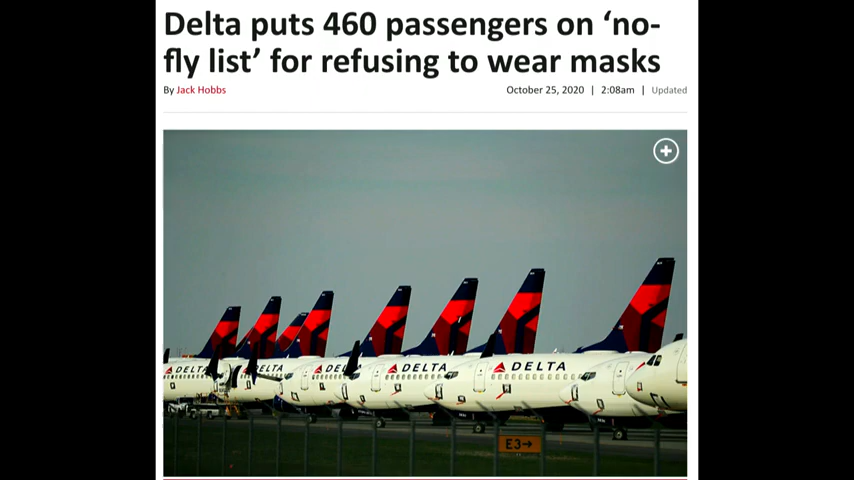 Delta puts 460 passengers on ‘no-
fly list’ for refusing to wear masks
By Jack Hobbs October 25, 2020 | 2:08am | Updated
DELTA
DELTA
DELTA
DELTA
E3→